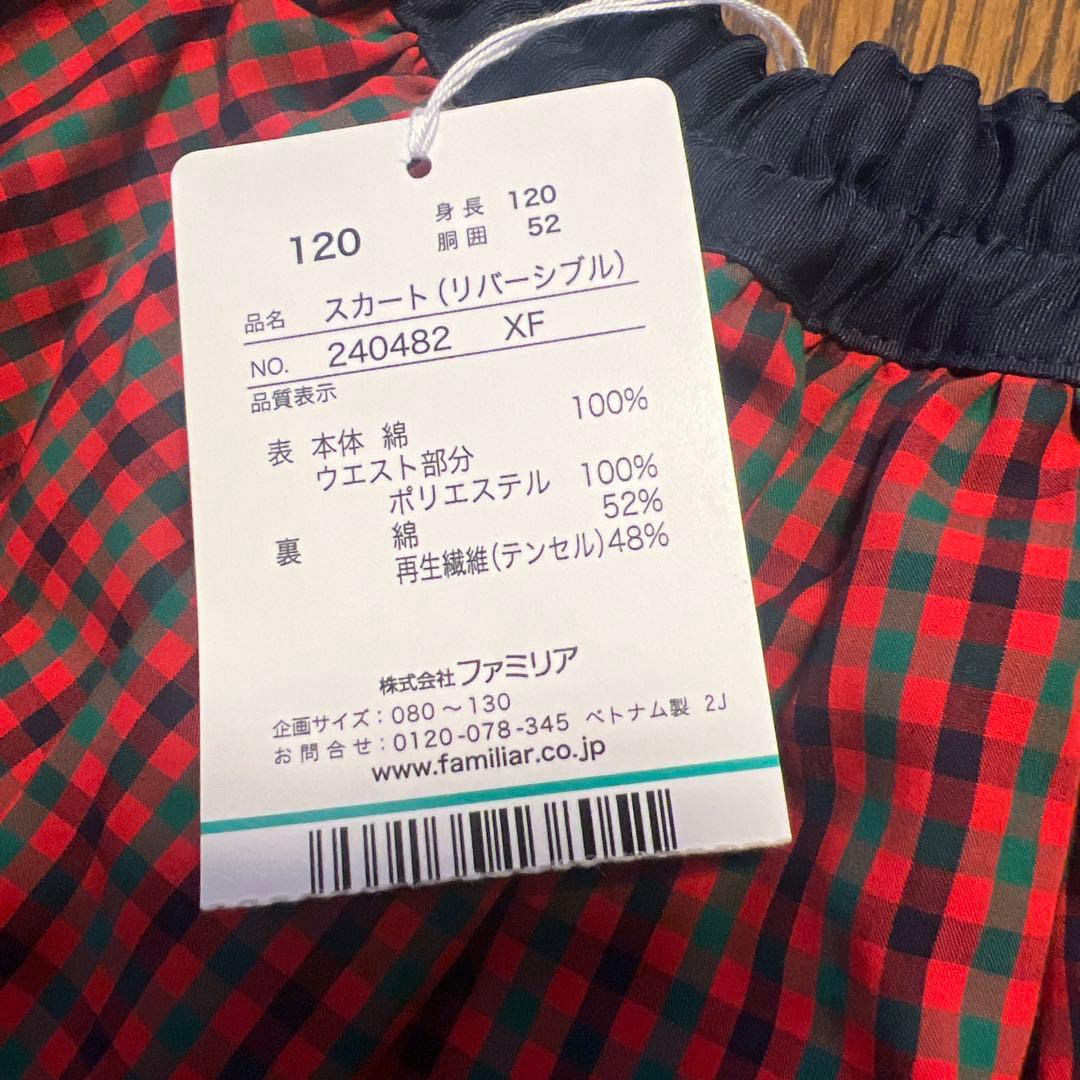 120
身長 120
胴囲 52
品名 スカート(リバーシブル)
NO. 240482 XF
品質表示
表 本体 綿 100%
ウエスト部分
ポリエステル 100%
裏 綿 52%
再生繊維(テンセル)48%
株式会社ファミリア
企画サイズ:080～130
お問合せ:0120-078-345 ベトナム製 2J
www.familiar.co.jp